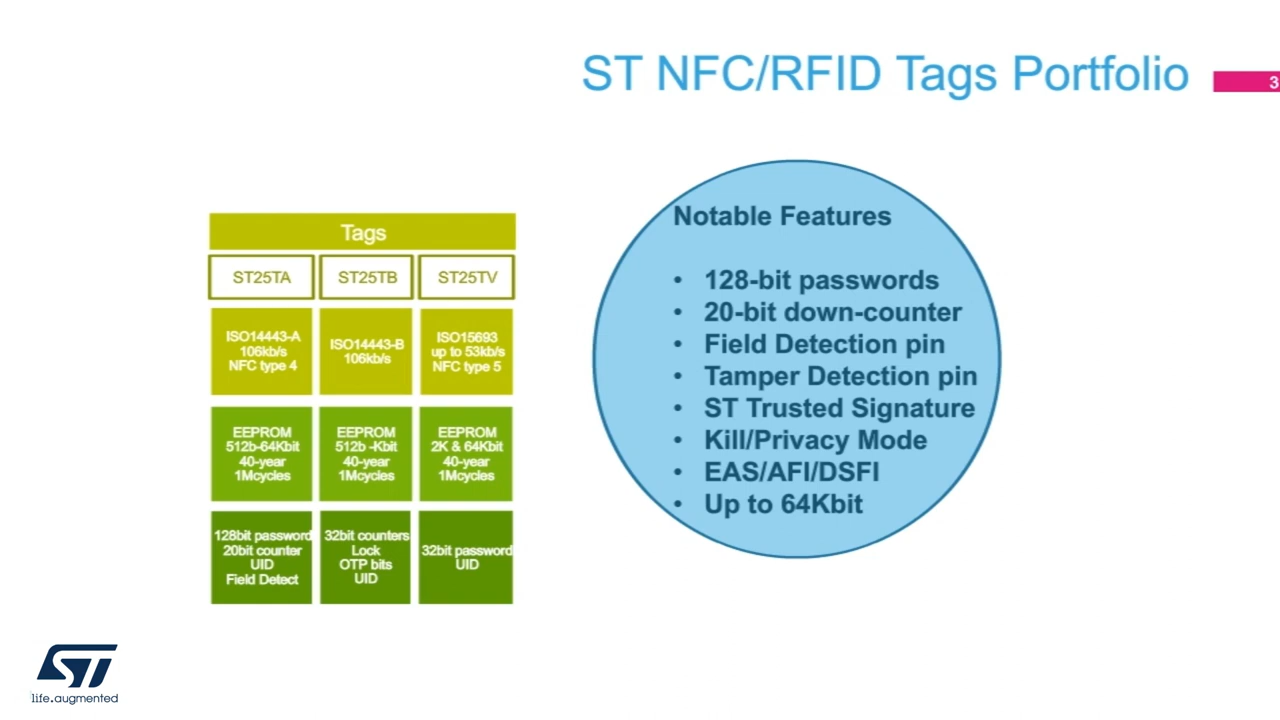 ST NFC/RFID Tags Portfolio
3
Tags
ST25TA
ST25TB
ST25TV
ISO14443-A
106kb/s
NFC type 4
ISO14443-B
106kb/s
ISO15693
up to 53kb/s
NFC type 5
EEPROM
512b-64Kbit
40-year
1Mcycles
EEPROM
512b -Kbit
40-year
1Mcycles
EEPROM
2K & 64Kbit
40-year
1Mcycles
128bit password
20bit counter
UID
Field Detect
32bit counters
Lock
OTP bits
UID
32bit password
UID
Notable Features
• 128-bit passwords
• 20-bit down-counter
• Field Detection pin
• Tamper Detection pin
• ST Trusted Signature
• Kill/Privacy Mode
• EAS/AFI/DSFI
• Up to 64Kbit
ST
life.augmented